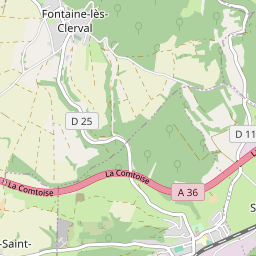 Fontaine-lès-
Clerval
D 25
D 11
La Comtoise
La Comtoise
A 36
-Saint-